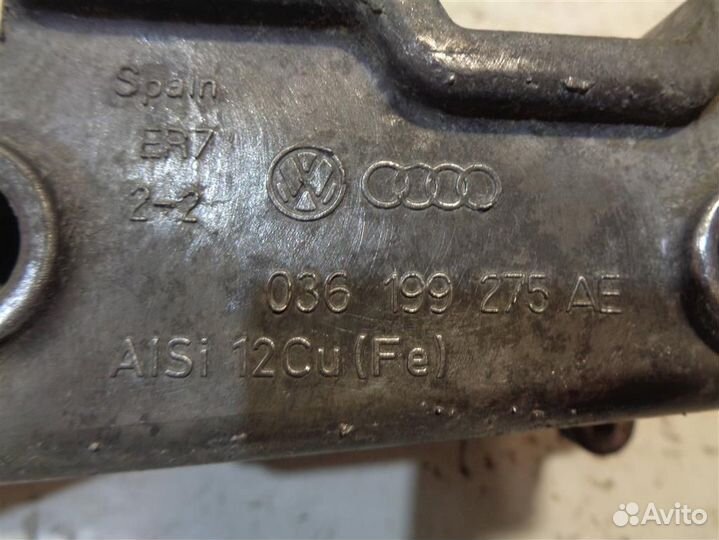 Spain
ER7
2-2
036 199 275 AE
AlSi 12Cu(Fe)
Avito